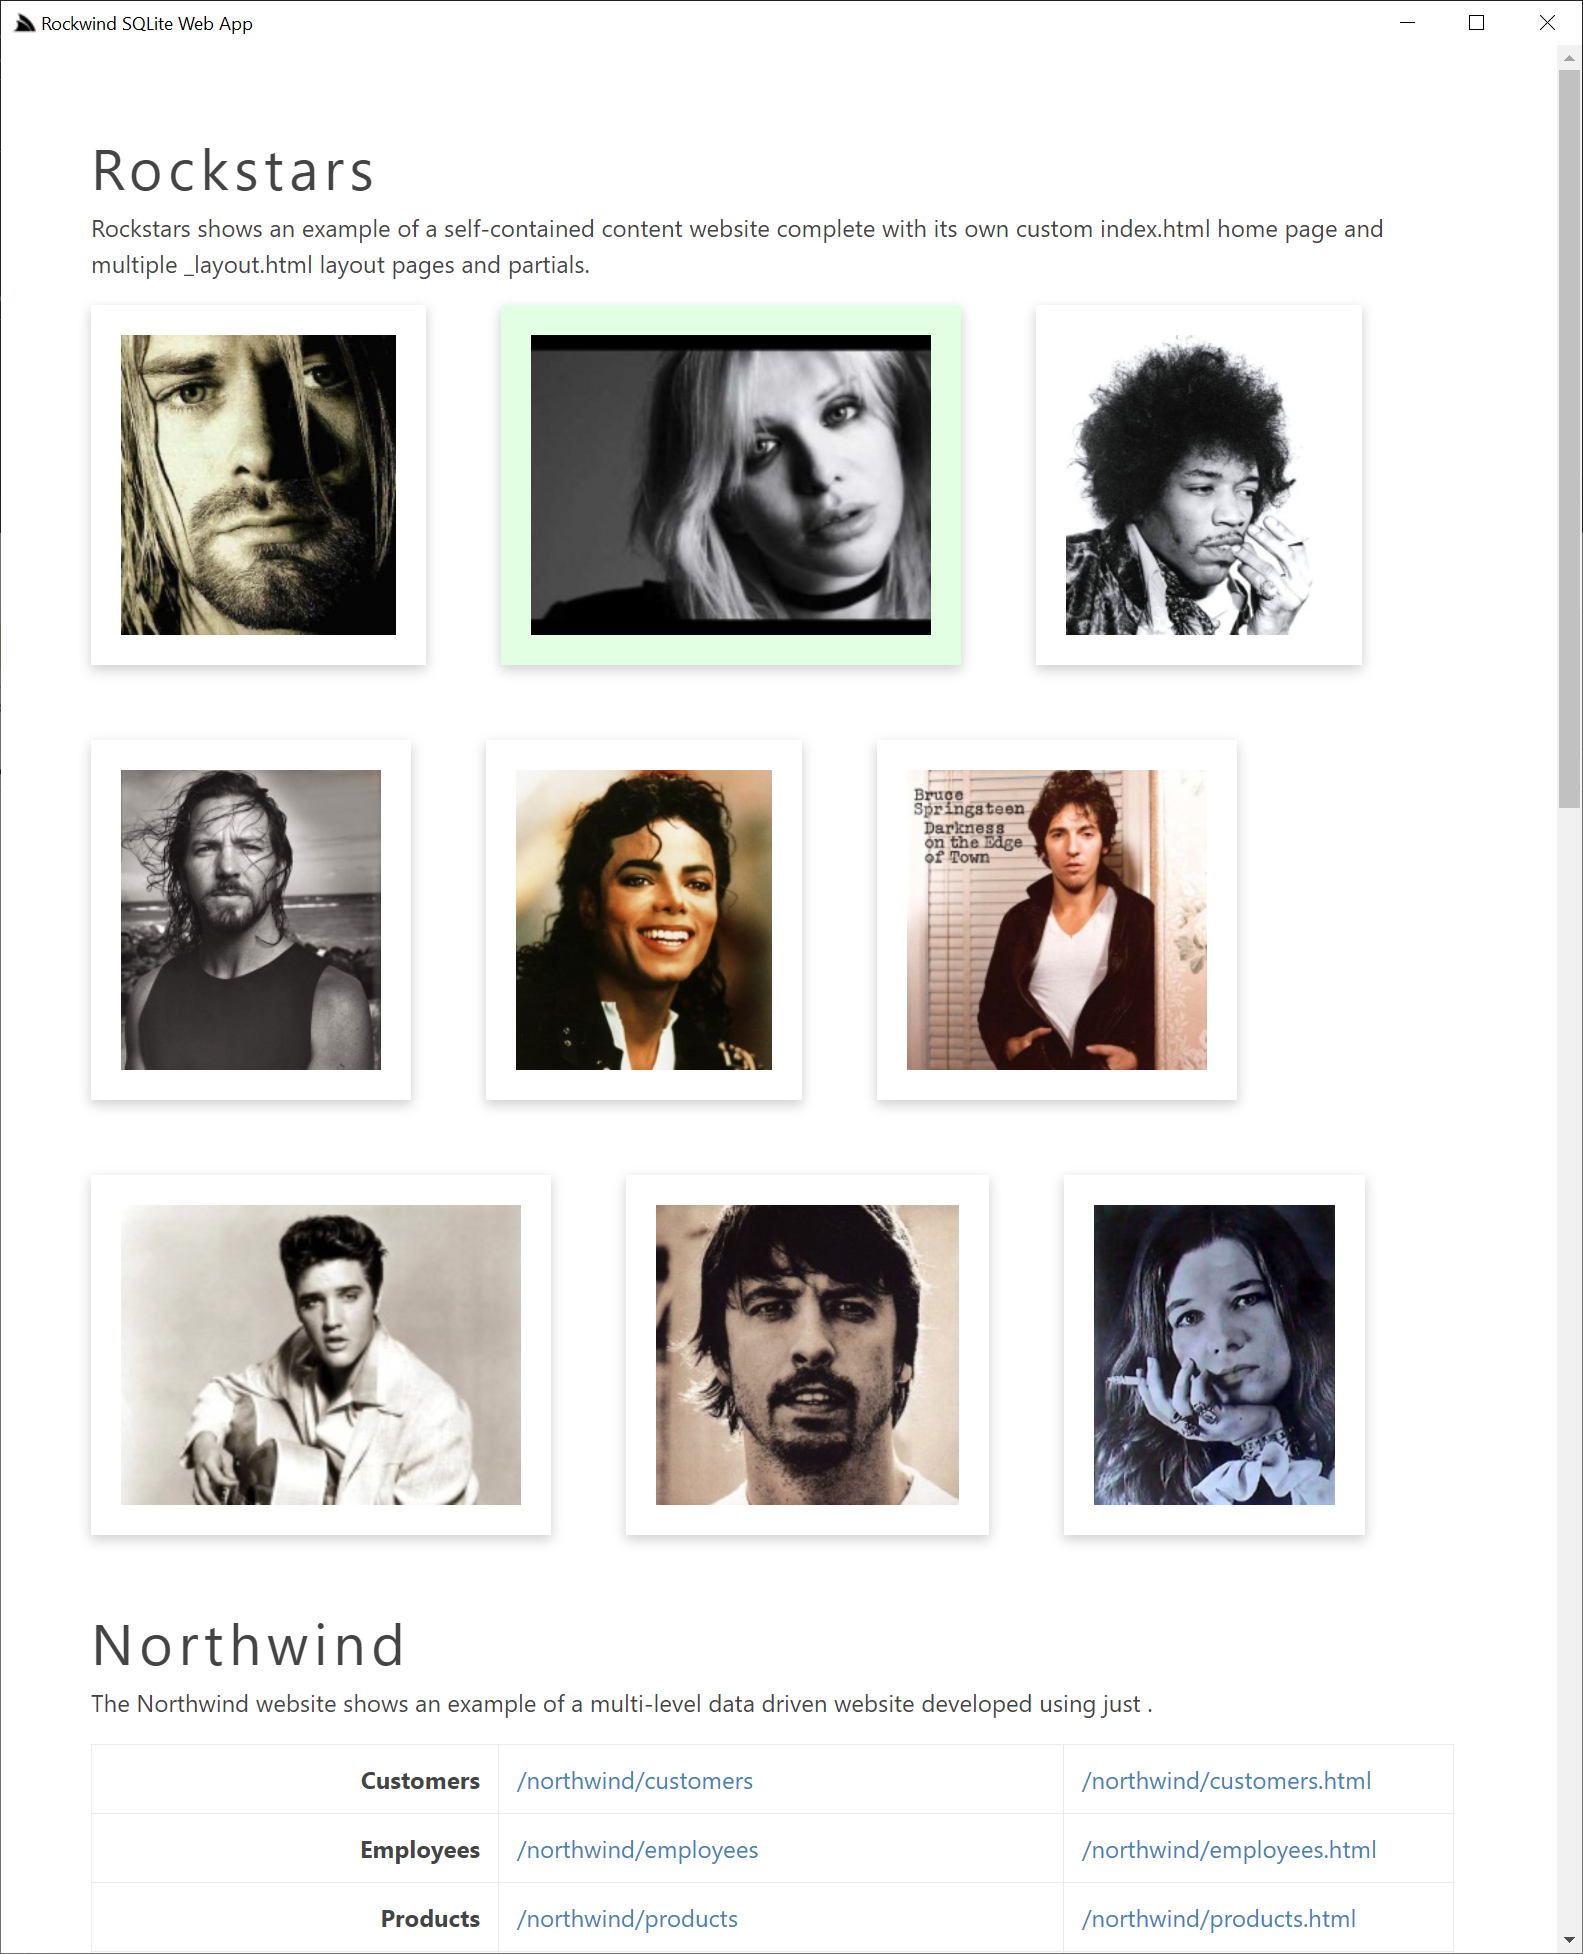 Rockwind SQLite Web App
Rockstars
Rockstars shows an example of a self-contained content website complete with its own custom index.html home page and
multiple _layout.html layout pages and partials.
Bruce
Springsteen
Darkness
on the Edge
of Town
Northwind
The Northwind website shows an example of a multi-level data driven website developed using just .
Customers /northwind/customers /northwind/customers.html
Employees /northwind/employees /northwind/employees.html
Products /northwind/products /northwind/products.html